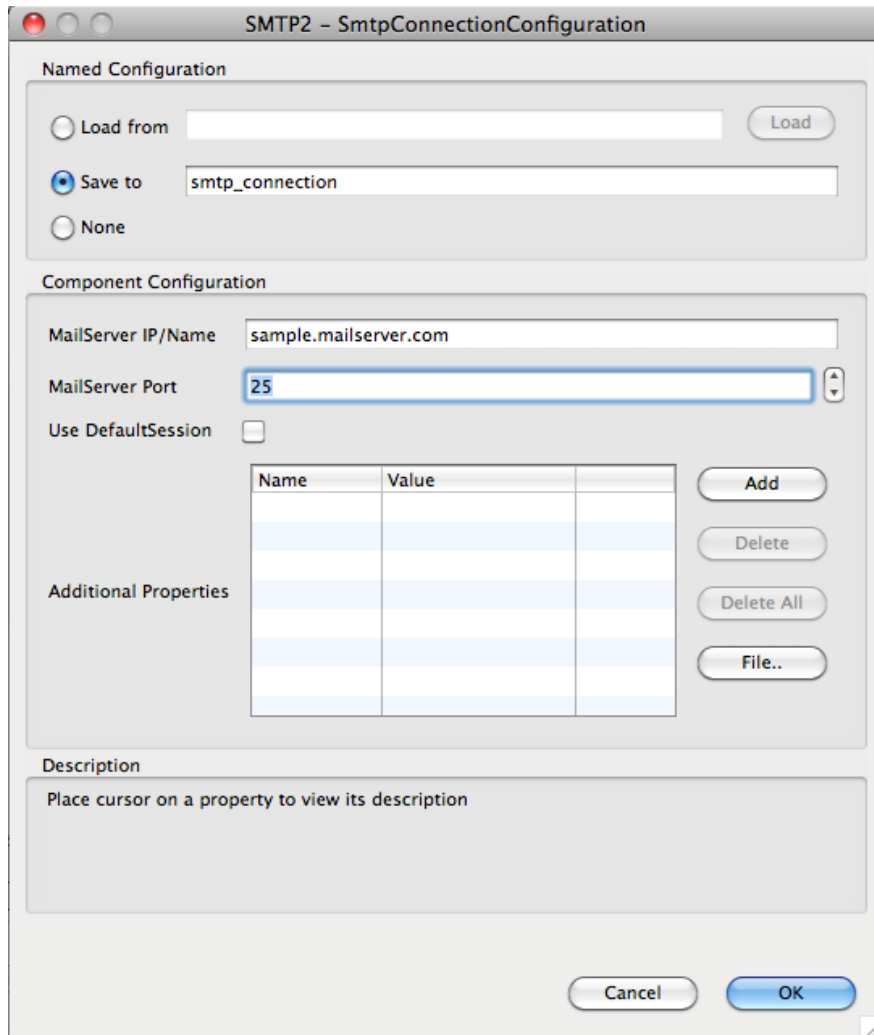 SMTP2 – SmtpConnectionConfiguration
Named Configuration
Load from Load
Save to smtp_connection
None
Component Configuration
MailServer IP/Name sample.mailserver.com
MailServer Port 25
Use DefaultSession
Name Value Add
Delete
Additional Properties Delete All
File..
Description
Place cursor on a property to view its description
Cancel OK